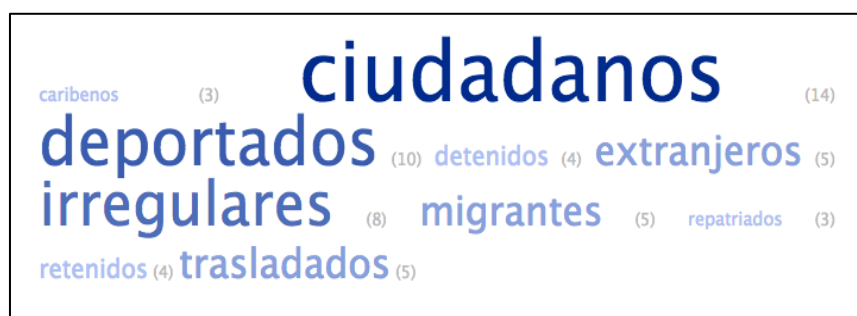 caribenos (3) ciudadanos (14)
deportados (10) detenidos (4) extranjeros (5)
irregulares (8) migrantes (5) repatriados (3)
retenidos (4) trasladados (5)